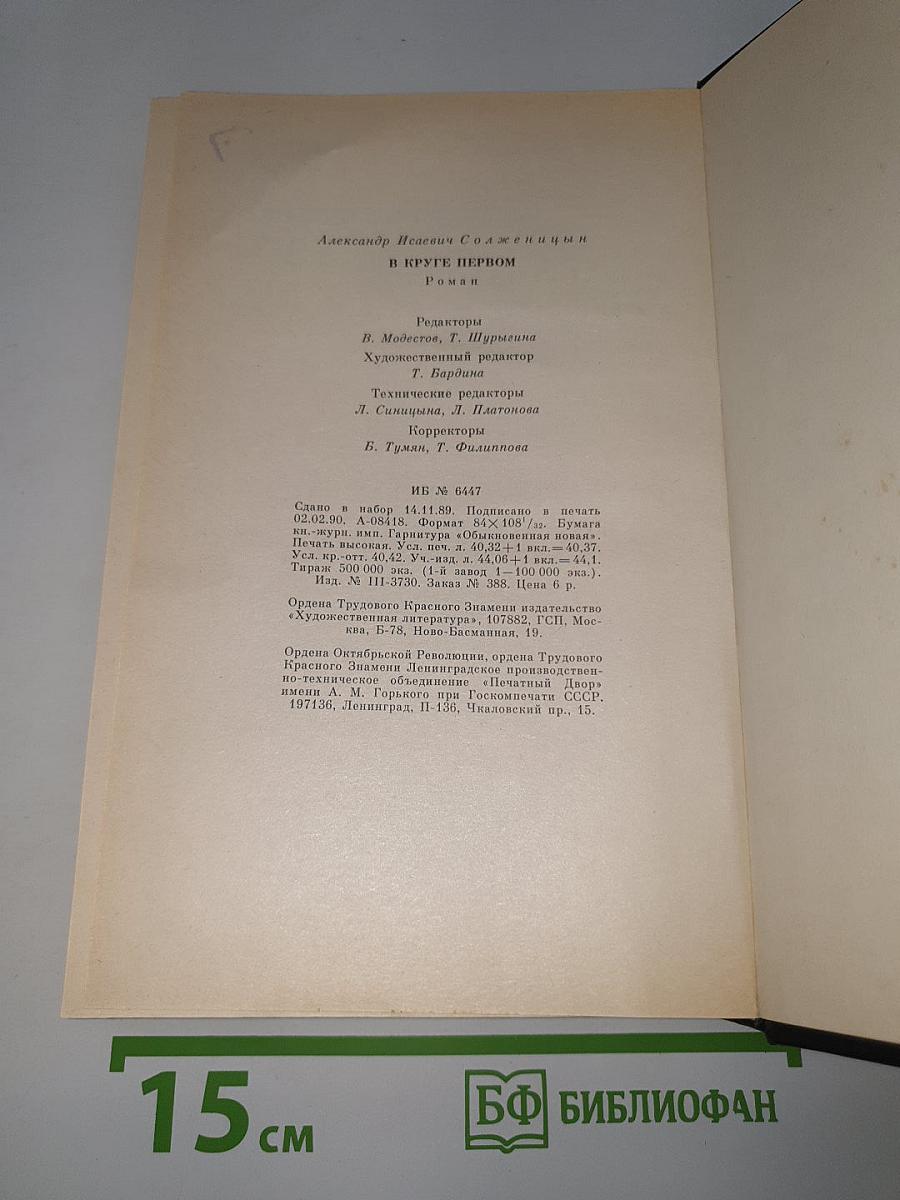 Александр Исаевич Солженицын
В КРУГЕ ПЕРВОМ
Роман
Редакторы
В. Модестов, Т. Шурыгина
Художественный редактор
Т. Бардина
Технические редакторы
Л. Синицына, Л. Платонова
Корректоры
Б. Тумян, Т. Филиппова
ИБ № 6447
Сдано в набор 14.11.89. Подписано в печать
02.02.90. А-08418. Формат 84×108¹/₃₂. Бумага
кн.-журн. имп. Гарнитура «Обыкновенная новая».
Печать высокая. Усл. печ. л. 40,32+1 вкл.=40,37.
Усл. кр.-отт. 40,42. Уч.-изд. л. 44,06+1 вкл.=44,1.
Тираж 500 000 экз. (1-й завод 1—100 000 экз.).
Изд. № III-3730. Заказ № 388. Цена 6 р.
Ордена Трудового Красного Знамени издательство
«Художественная литература», 107882, ГСП, Мос-
ква, Б-78, Ново-Басманная, 19.
Ордена Октябрьской Революции, ордена Трудового
Красного Знамени Ленинградское производствен-
но-техническое объединение «Печатный Двор»
имени А. М. Горького при Госкомпечати СССР.
197136, Ленинград, П-136, Чкаловский пр., 15.
15 см
БФ БИБЛИОФАН